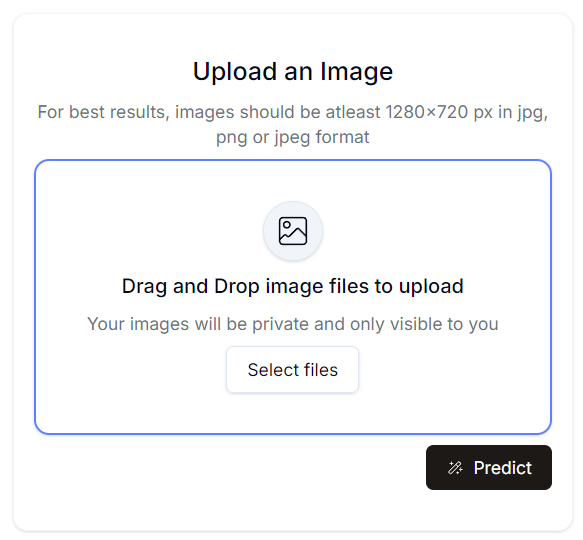 Upload an Image
For best results, images should be atleast 1280×720 px in jpg,
png or jpeg format
Drag and Drop image files to upload
Your images will be private and only visible to you
Select files
Predict